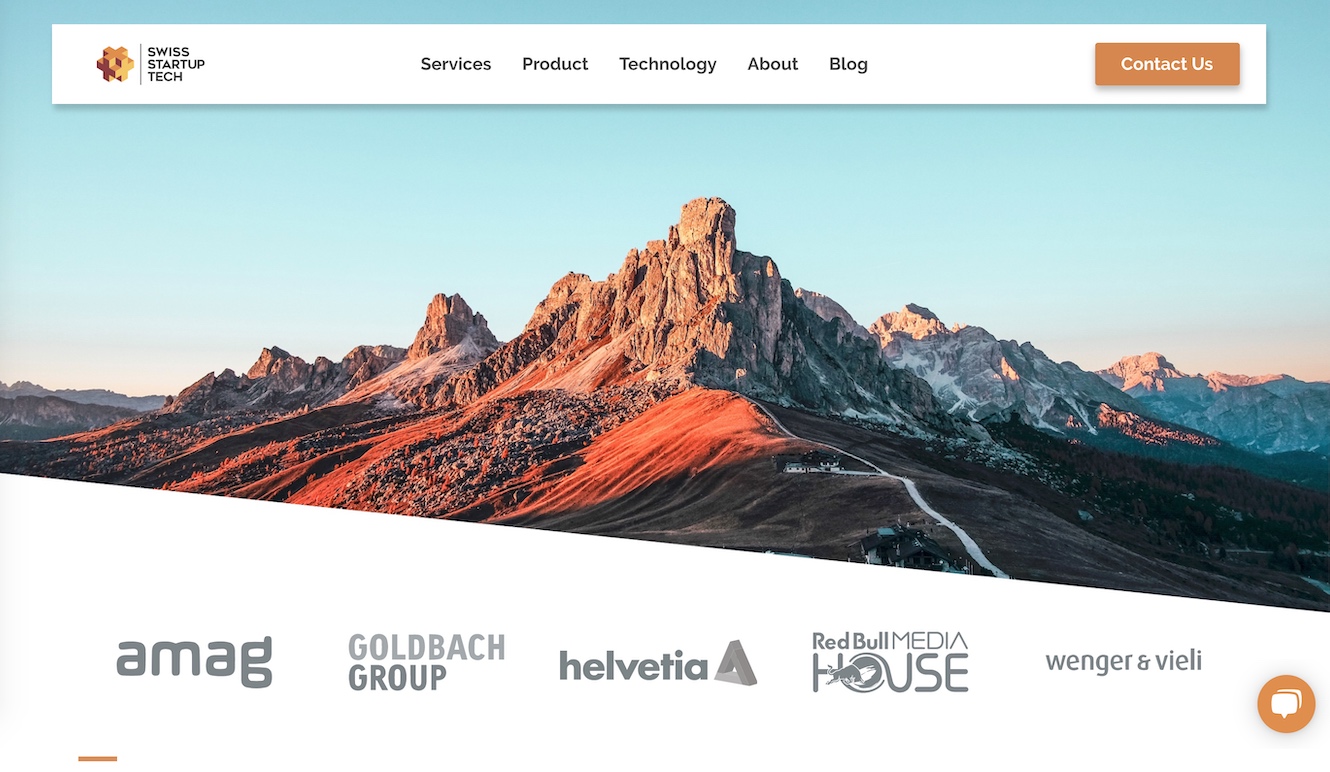 SWISS
STARTUP
TECH
Services Product Technology About Blog
Contact Us
amag
GOLDBACH
GROUP
helvetia
Red Bull MEDIA
HOUSE
wenger & vieli